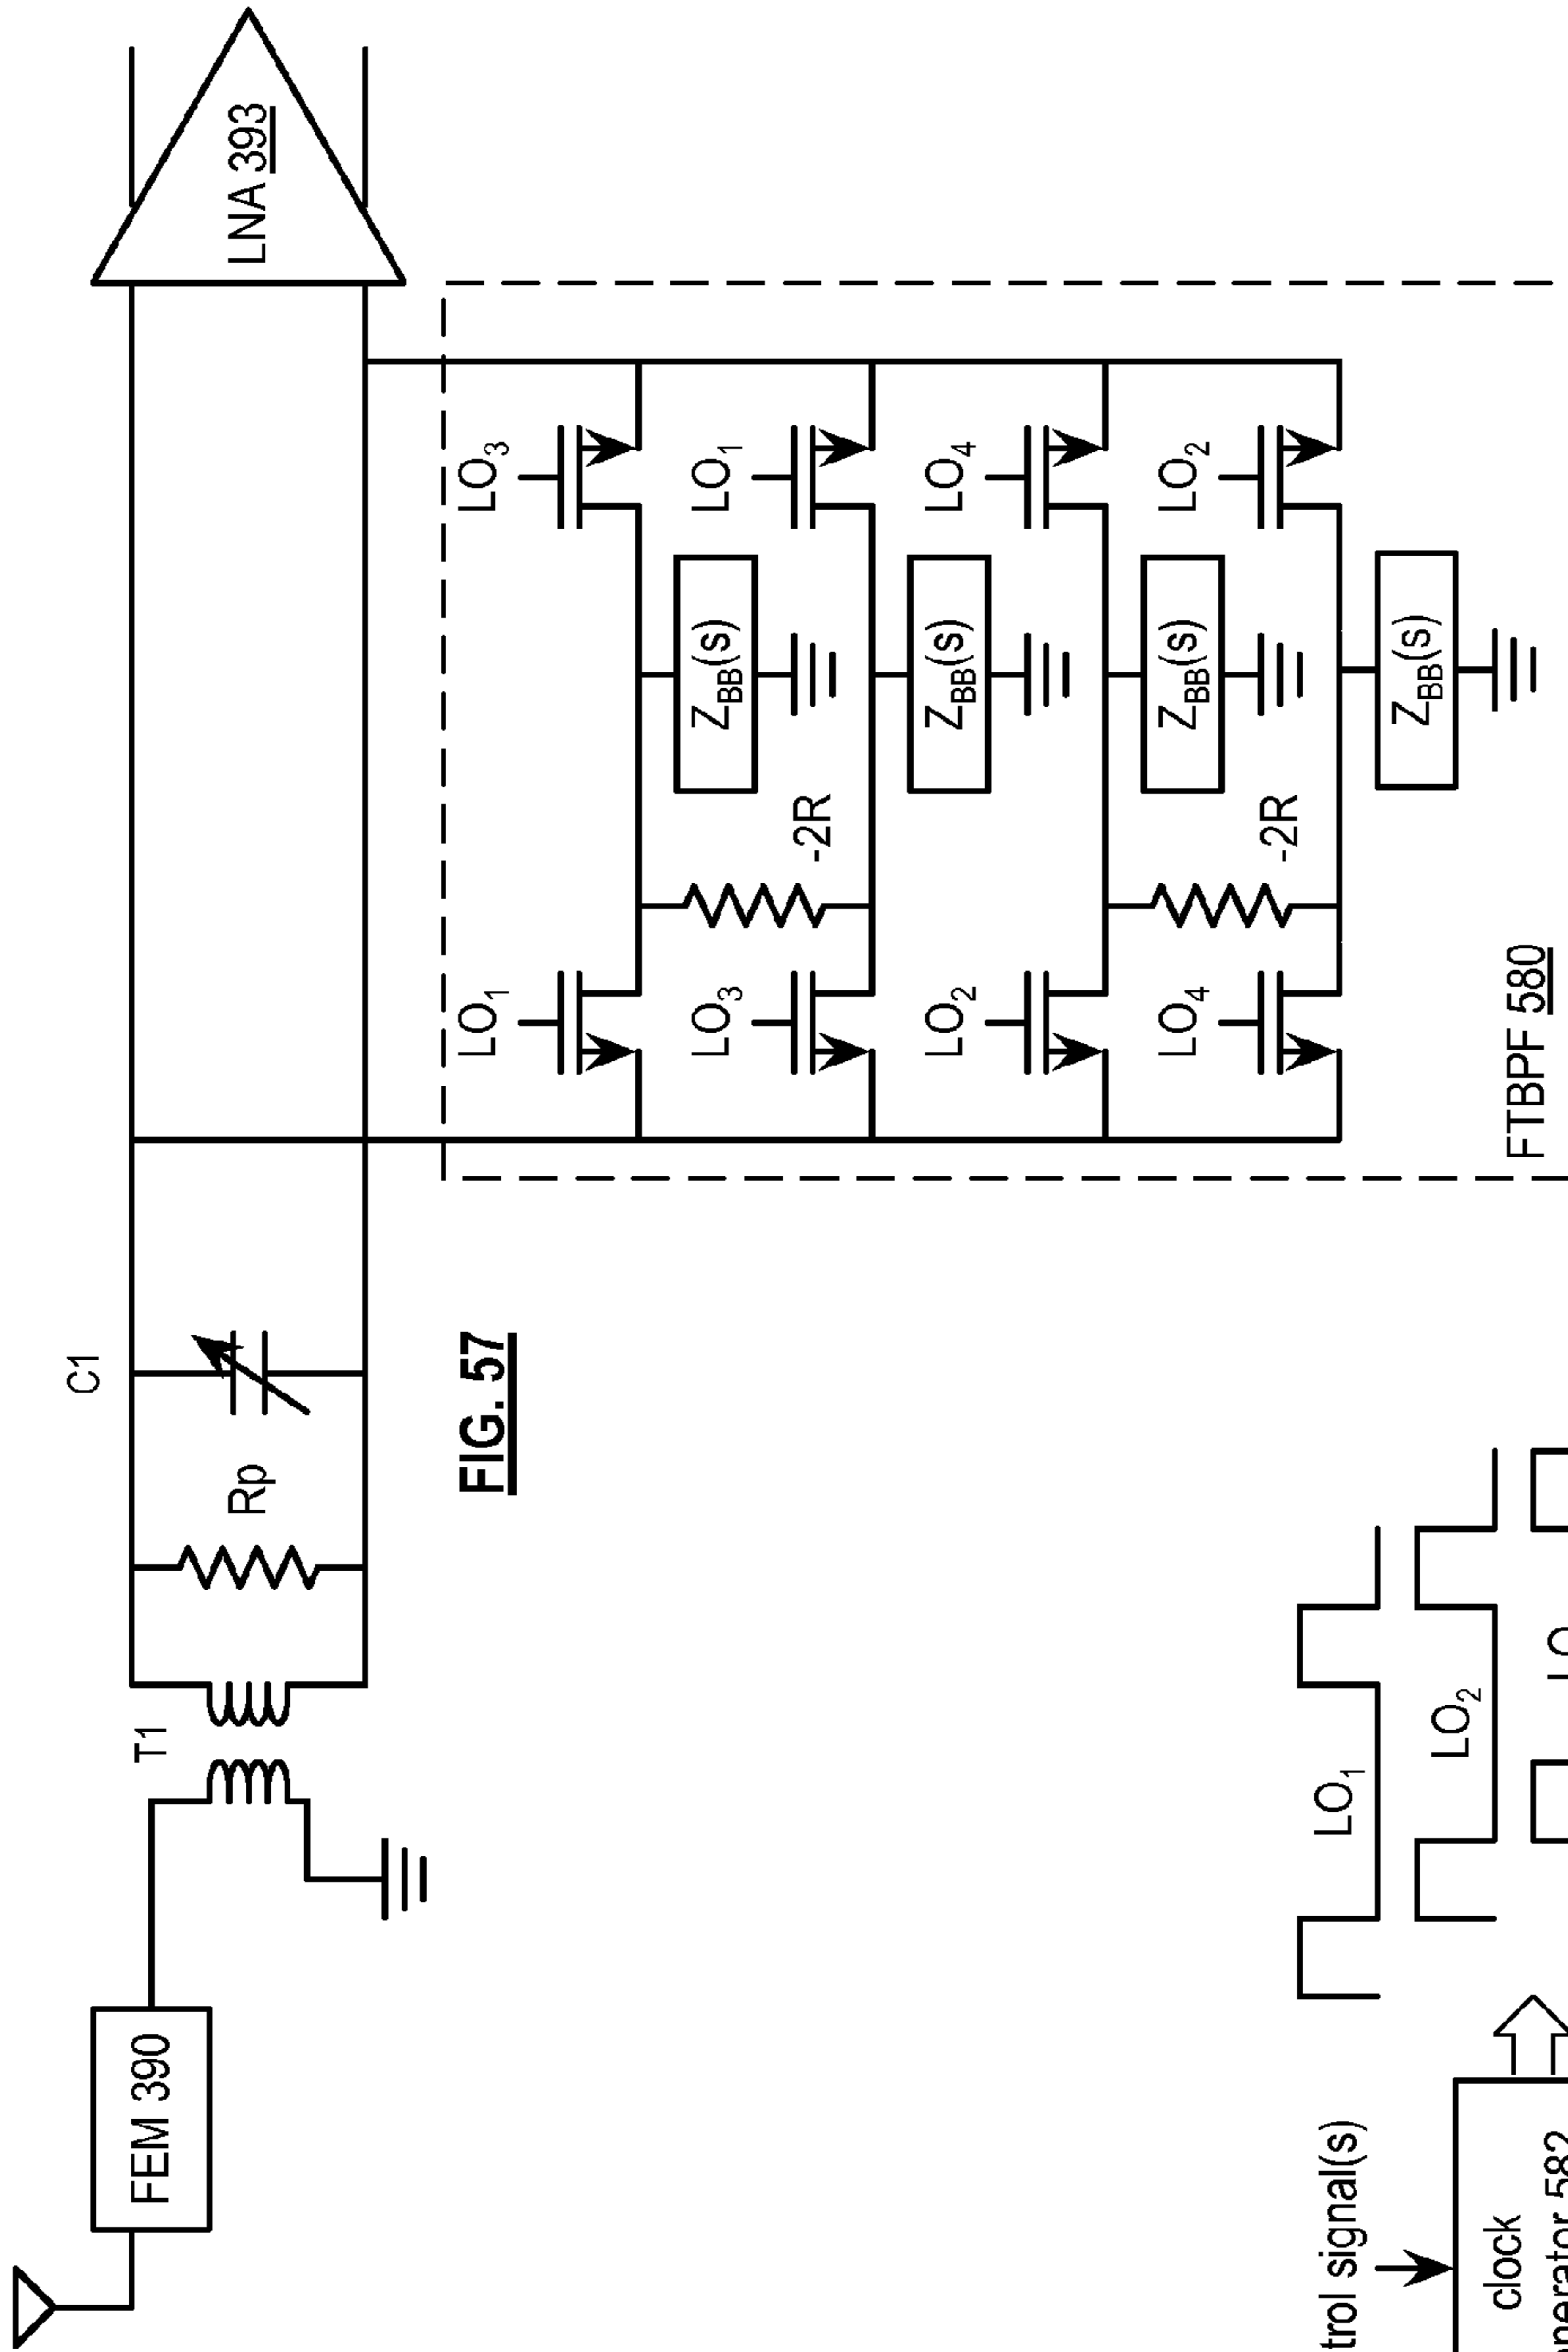 C1
T1
Rp
FEM 390
LNA 393
FIG. 57
LO3
LO1
LO4
LO2
LO1
LO3
LO2
LO4
ZBB(s)
ZBB(s)
ZBB(s)
ZBB(s)
-2R
-2R
FTBPF 580
LO1
LO2
signal(s)
clock
582